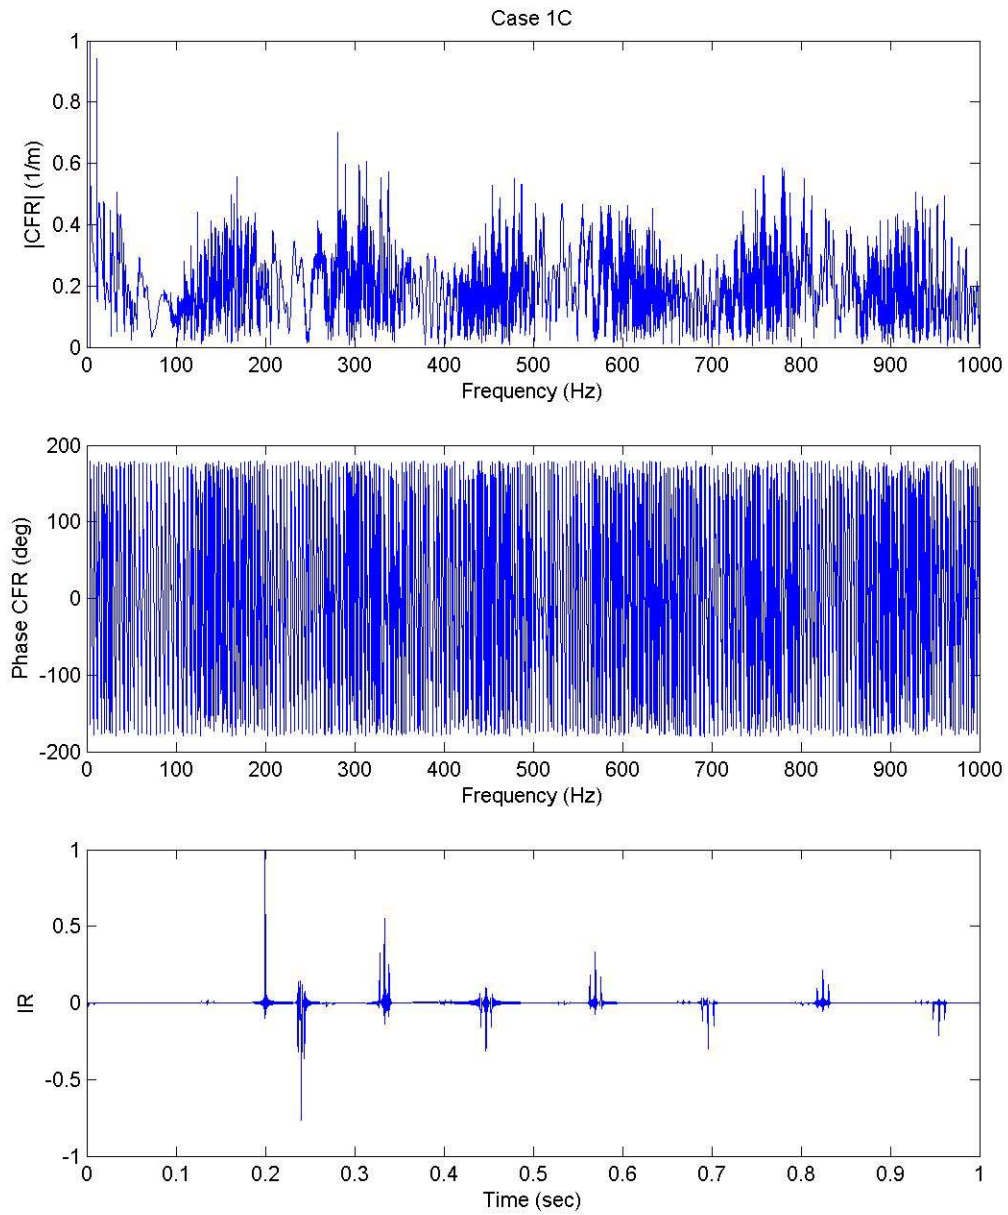 Case 1C
1
0.8
0.6
0.4
0.2
0
|CFR| (1/m)
0 100 200 300 400 500 600 700 800 900 1000
Frequency (Hz)
200
100
0
-100
-200
Phase CFR (deg)
0 100 200 300 400 500 600 700 800 900 1000
Frequency (Hz)
1
0.5
0
-0.5
-1
IR
0 0.1 0.2 0.3 0.4 0.5 0.6 0.7 0.8 0.9 1
Time (sec)